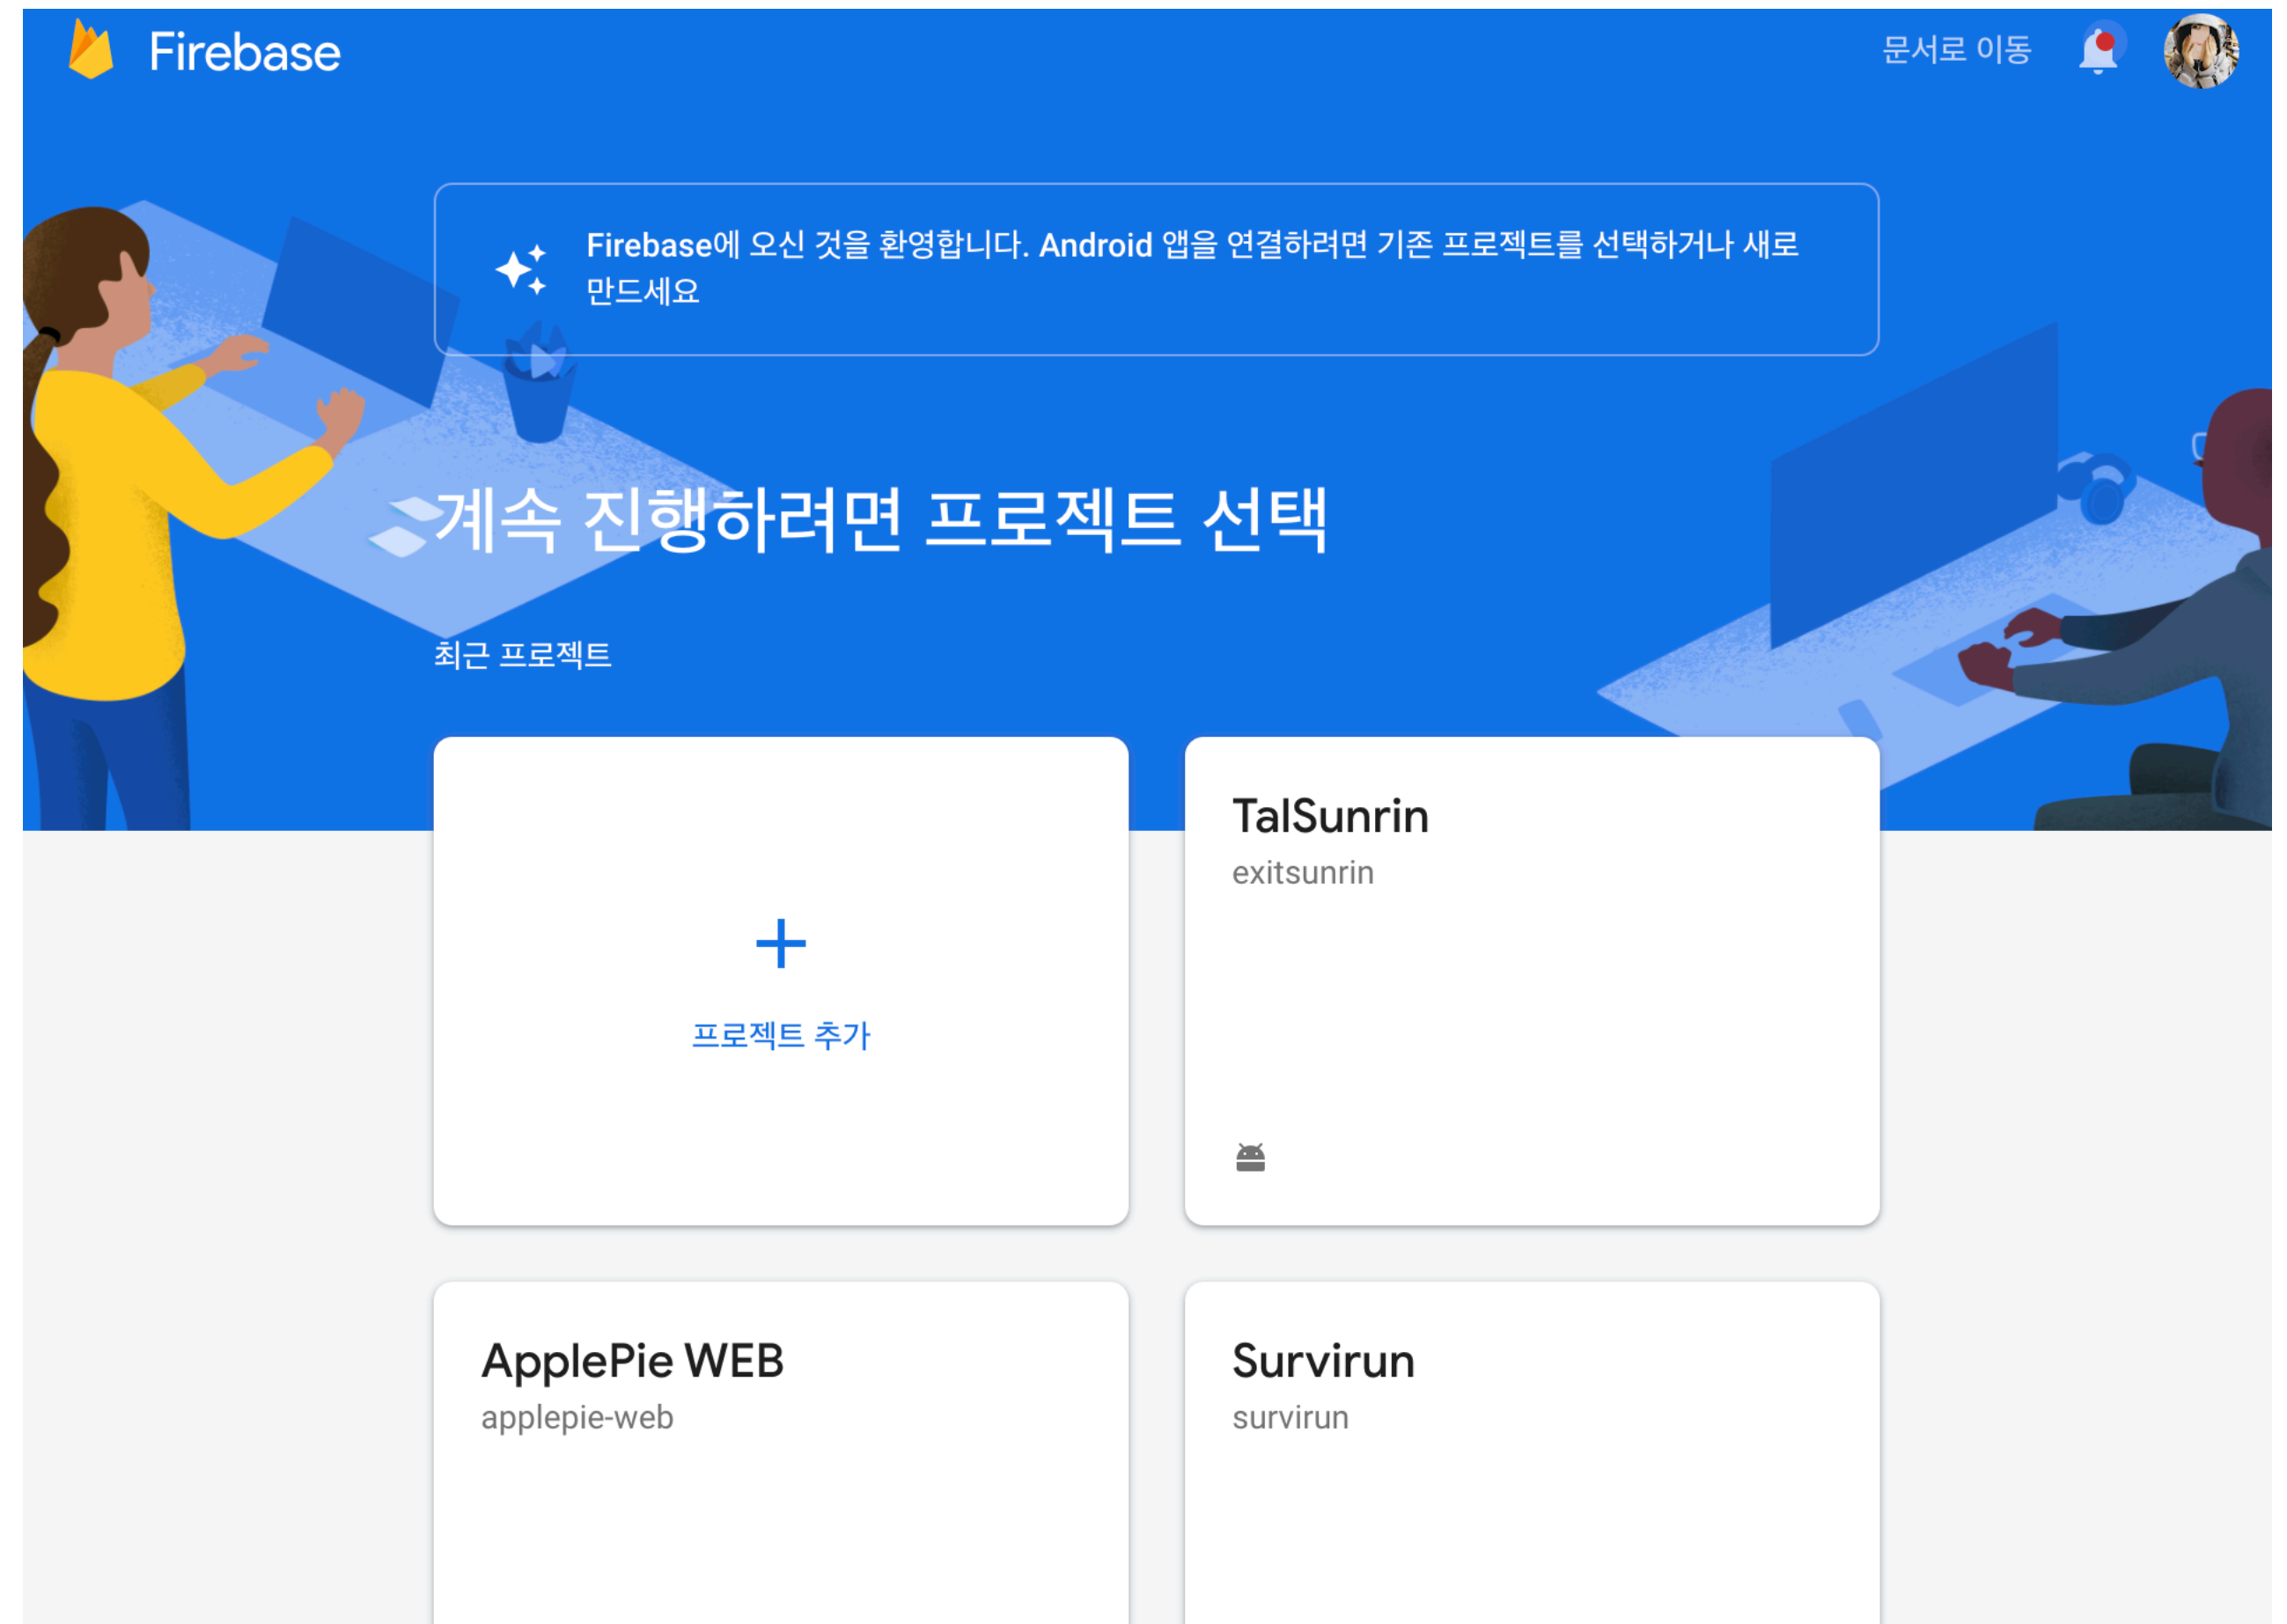 Firebase
문서로 이동
Firebase에 오신 것을 환영합니다. Android 앱을 연결하려면 기존 프로젝트를 선택하거나 새로
만드세요
계속 진행하려면 프로젝트 선택
최근 프로젝트
프로젝트 추가
TalSunrin
exitsunrin
ApplePie WEB
applepie-web
Survirun
survirun